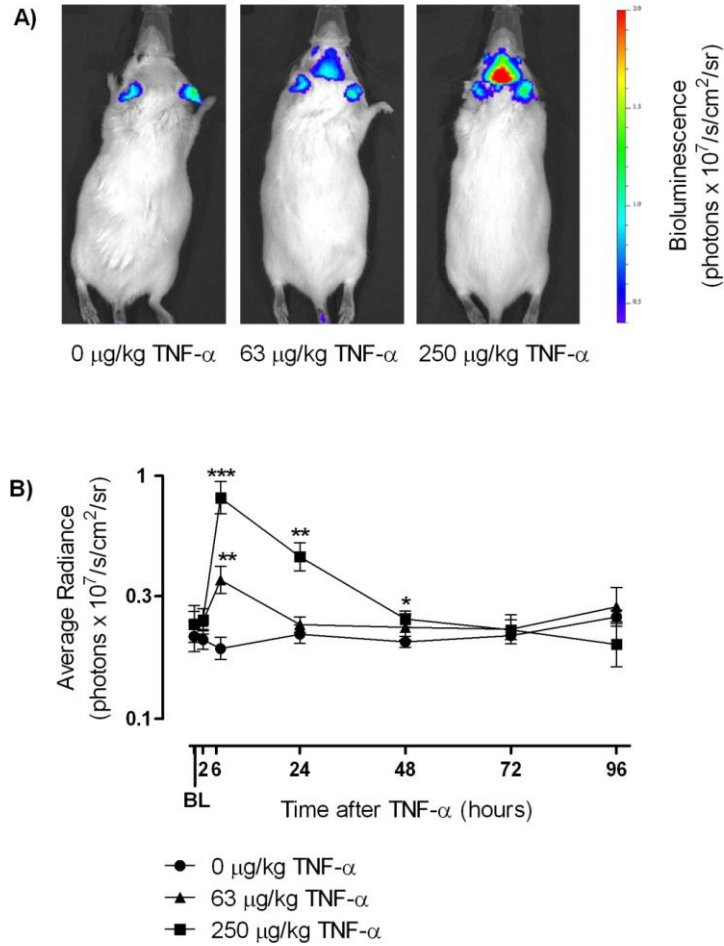 A)
2.0
1.5
1.0
0.5
Bioluminescence
(photons x 10⁷/s/cm²/sr)
0 μg/kg TNF-α
63 μg/kg TNF-α
250 μg/kg TNF-α
B)
Average Radiance
(photons x 10⁷/s/cm²/sr)
1
0.3
0.1
***
**
**
*
BL
2 6 24 48 72 96
Time after TNF-α (hours)
0 μg/kg TNF-α
63 μg/kg TNF-α
250 μg/kg TNF-α